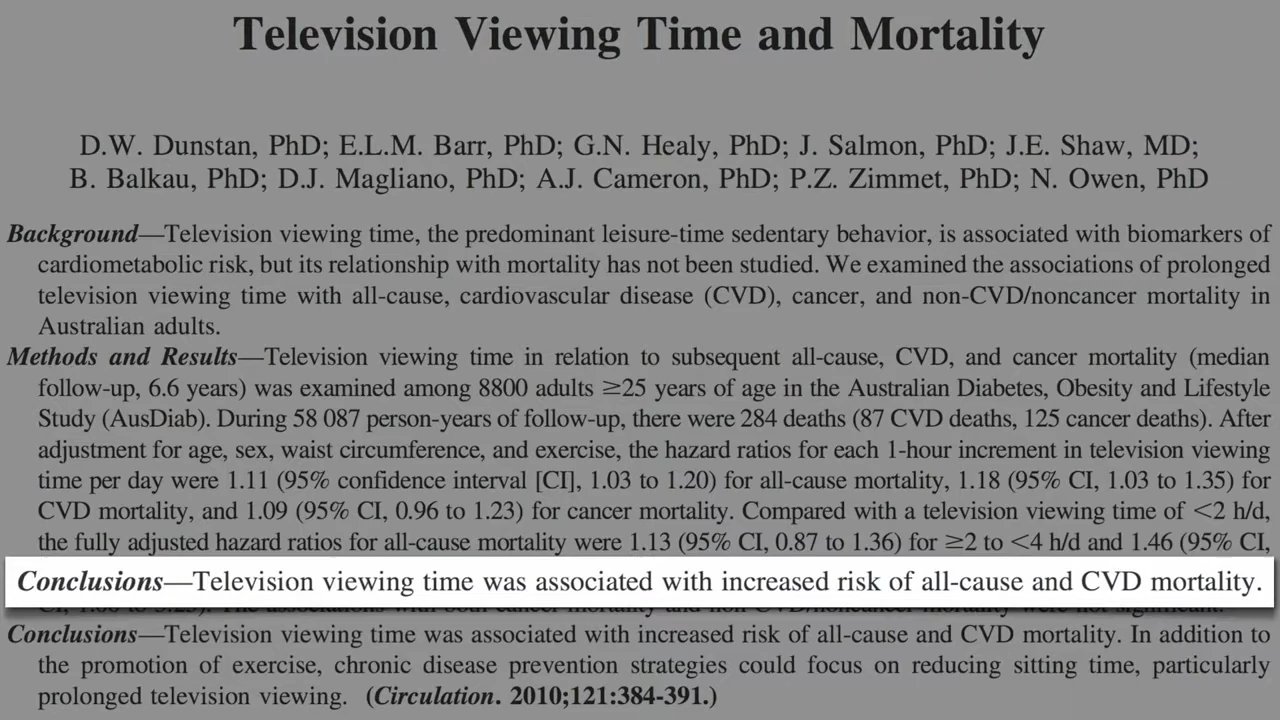 Television Viewing Time and Mortality
D.W. Dunstan, PhD; E.L.M. Barr, PhD; G.N. Healy, PhD; J. Salmon, PhD; J.E. Shaw, MD;
B. Balkau, PhD; D.J. Magliano, PhD; A.J. Cameron, PhD; P.Z. Zimmet, PhD; N. Owen, PhD
Background—Television viewing time, the predominant leisure-time sedentary behavior, is associated with biomarkers of
cardiometabolic risk, but its relationship with mortality has not been studied. We examined the associations of prolonged
television viewing time with all-cause, cardiovascular disease (CVD), cancer, and non-CVD/noncancer mortality in
Australian adults.
Methods and Results—Television viewing time in relation to subsequent all-cause, CVD, and cancer mortality (median
follow-up, 6.6 years) was examined among 8800 adults ≥25 years of age in the Australian Diabetes, Obesity and Lifestyle
Study (AusDiab). During 58 087 person-years of follow-up, there were 284 deaths (87 CVD deaths, 125 cancer deaths). After
adjustment for age, sex, waist circumference, and exercise, the hazard ratios for each 1-hour increment in television viewing
time per day were 1.11 (95% confidence interval [CI], 1.03 to 1.20) for all-cause mortality, 1.18 (95% CI, 1.03 to 1.35) for
CVD mortality, and 1.09 (95% CI, 0.96 to 1.23) for cancer mortality. Compared with a television viewing time of <2 h/d,
the fully adjusted hazard ratios for all-cause mortality were 1.13 (95% CI, 0.87 to 1.36) for ≥2 to <4 h/d and 1.46 (95% CI,
Conclusions—Television viewing time was associated with increased risk of all-cause and CVD mortality.
Conclusions—Television viewing time was associated with increased risk of all-cause and CVD mortality. In addition to
the promotion of exercise, chronic disease prevention strategies could focus on reducing sitting time, particularly
prolonged television viewing. (Circulation. 2010;121:384-391.)